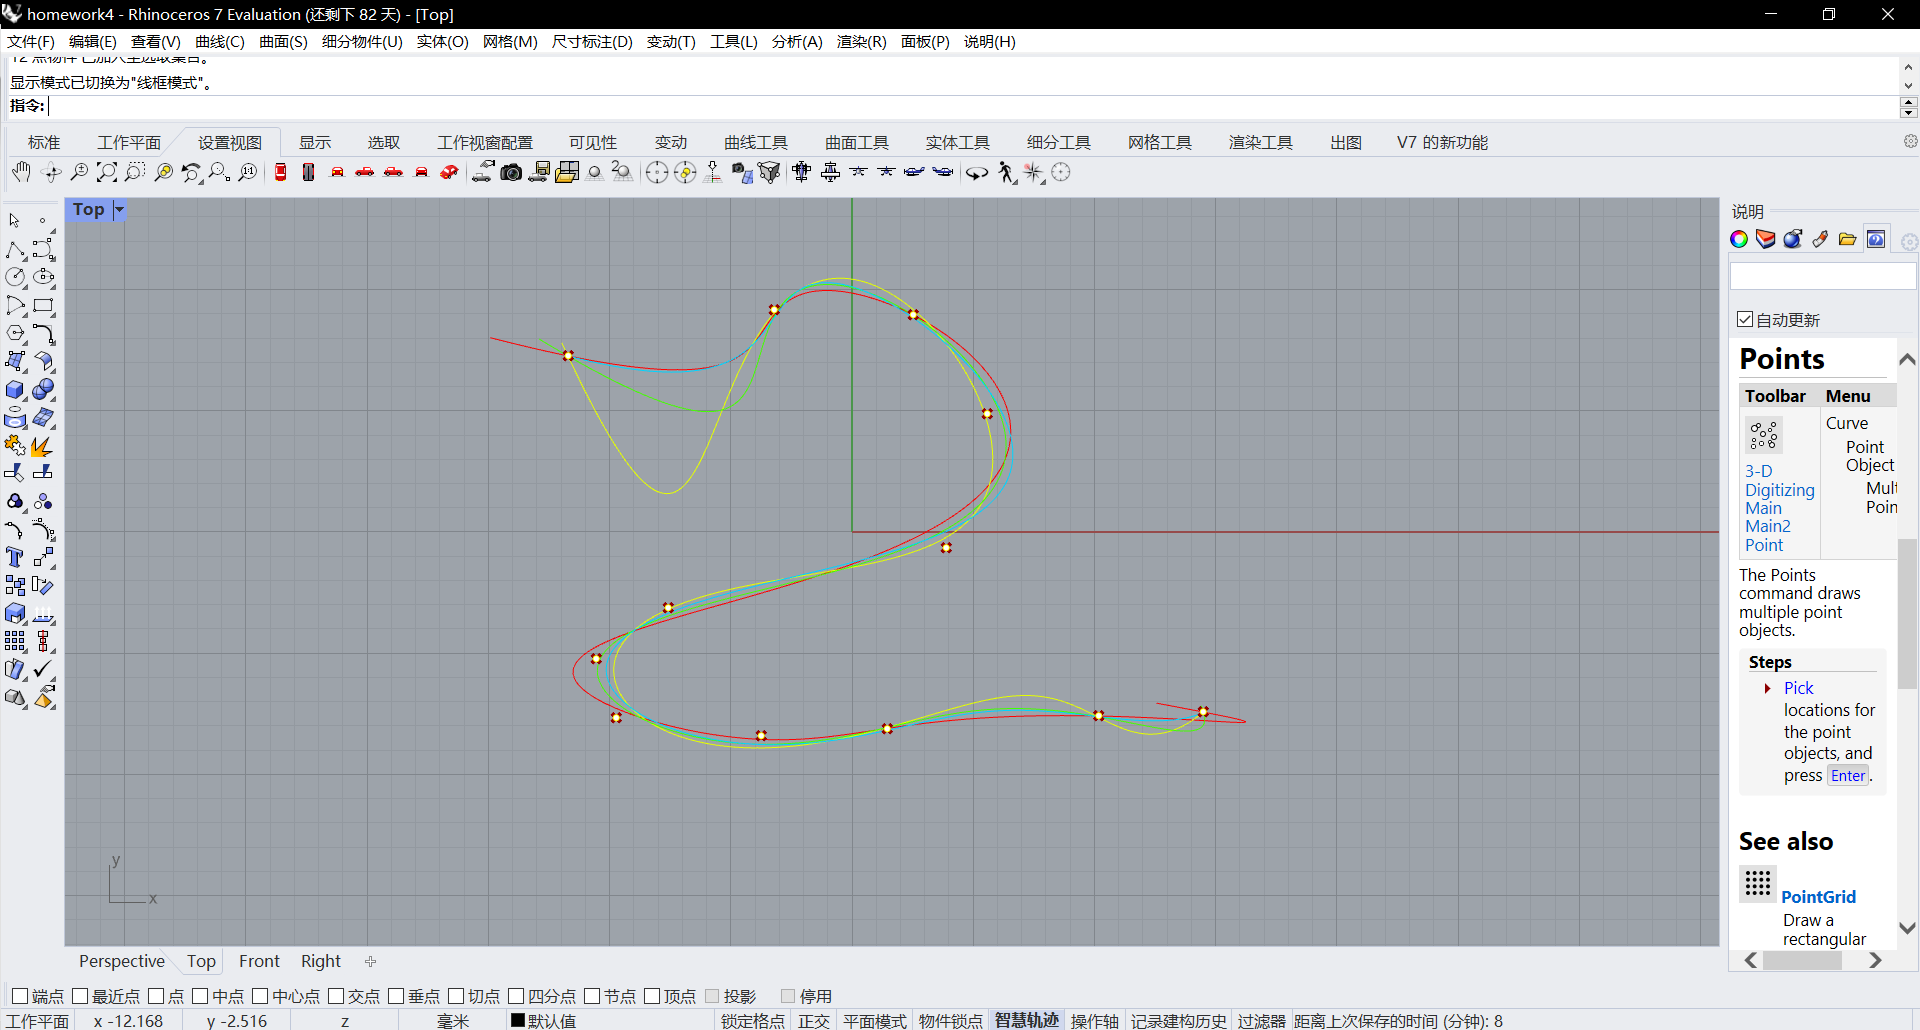 homework4 - Rhinoceros 7 Evaluation (还剩下 82 天) - [Top]
文件(F) 编辑(E) 查看(V) 曲线(C) 曲面(S) 细分物件(U) 实体(O) 网格(M) 尺寸标注(D) 变动(T) 工具(L) 分析(A) 渲染(R) 面板(P) 说明(H)
12 点物件 已加入至选取集合。
显示模式已切换为"线框模式"。
指令:
标准 工作平面 设置视图 显示 选取 工作视窗配置 可见性 变动 曲线工具 曲面工具 实体工具 细分工具 网格工具 渲染工具 出图 V7 的新功能
Top
说明
自动更新
Points
Toolbar Menu
Curve
Point
Object
3-D
Digitizing
Main
Main2
Point
The Points
command draws
multiple point
objects.
Steps
Pick
locations for
the point
objects, and
press Enter.
See also
PointGrid
Draw a
rectangular
y
x
Perspective Top Front Right
端点 最近点 点 中点 中心点 交点 垂点 切点 四分点 节点 顶点 投影 停用
工作平面 x -12.168 y -2.516 z 毫米 默认值 锁定格点 正交 平面模式 物件锁点 智慧轨迹 操作轴 记录建构历史 过滤器 距离上次保存的时间 (分钟): 8